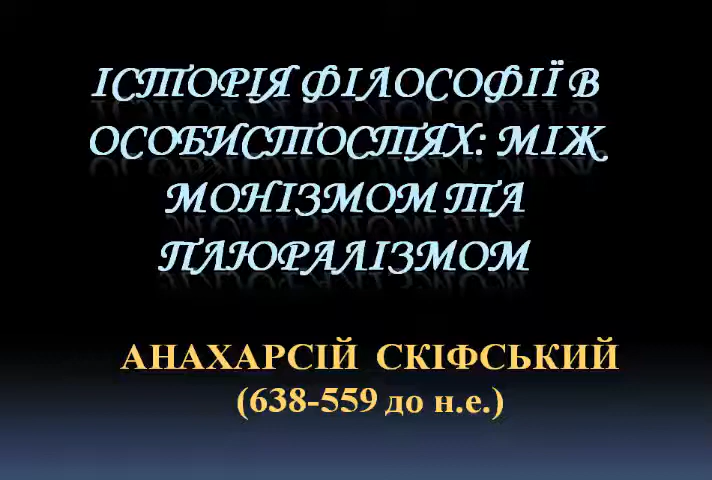 ІСТОРІЯ ФІЛОСОФІЇ В
ОСОБИСТОСТЯХ: МІЖ
МОНІЗМОМ ТА
ПЛЮРАЛІЗМОМ
АНАХАРСІЙ СКІФСЬКИЙ
(638-559 до н.е.)